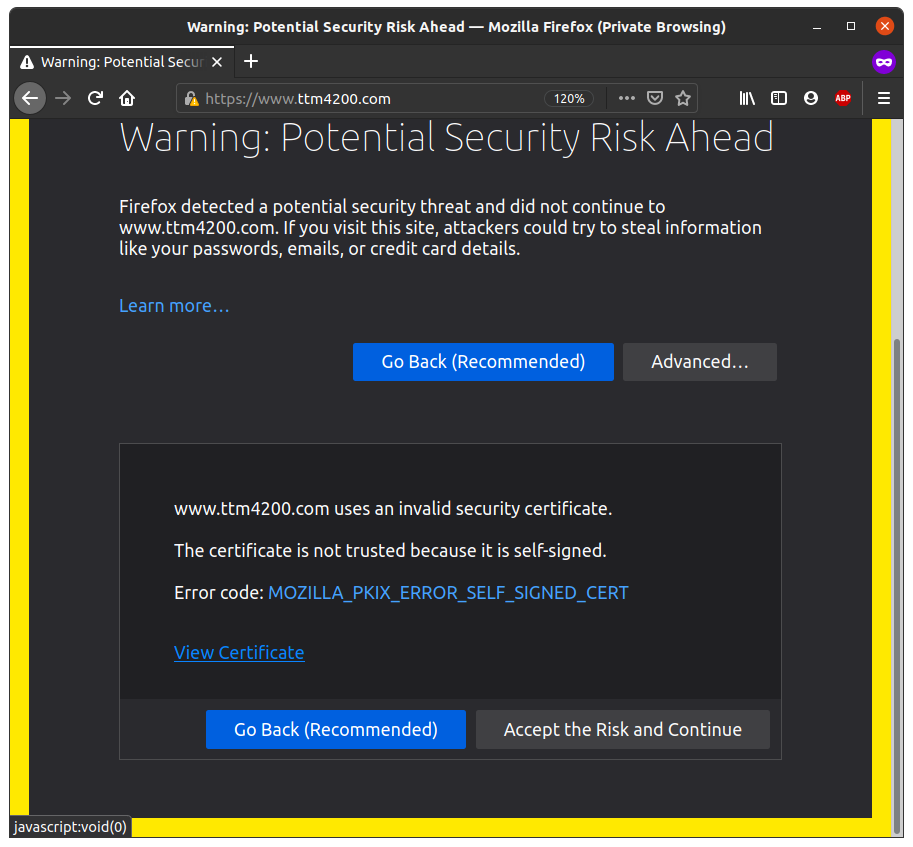 Warning: Potential Security Risk Ahead — Mozilla Firefox (Private Browsing)
Warning: Potential Secur
https://www.ttm4200.com 120%
ABP
Warning: Potential Security Risk Ahead
Firefox detected a potential security threat and did not continue to
www.ttm4200.com. If you visit this site, attackers could try to steal information
like your passwords, emails, or credit card details.
Learn more…
Go Back (Recommended) Advanced…
www.ttm4200.com uses an invalid security certificate.
The certificate is not trusted because it is self-signed.
Error code: MOZILLA_PKIX_ERROR_SELF_SIGNED_CERT
View Certificate
Go Back (Recommended) Accept the Risk and Continue
javascript:void(0)